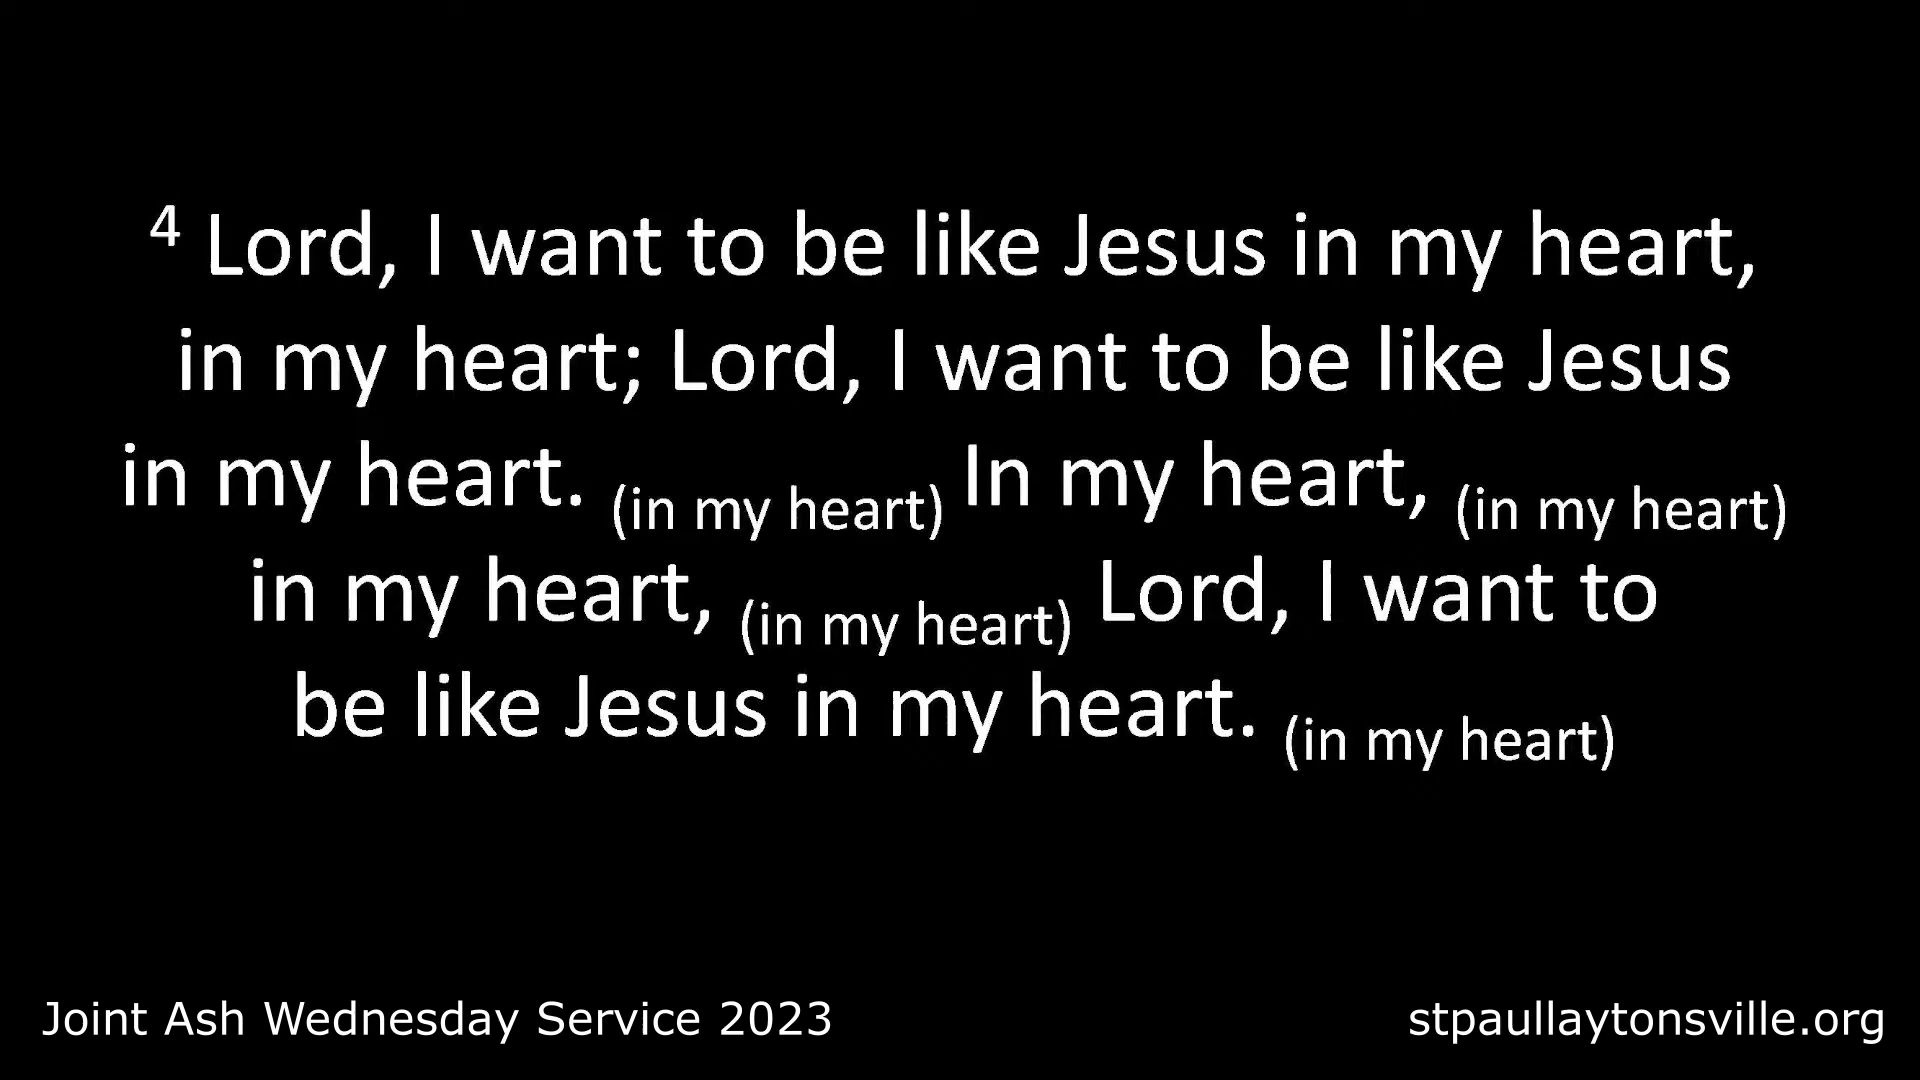 4 Lord, I want to be like Jesus in my heart,
in my heart; Lord, I want to be like Jesus
in my heart. (in my heart) In my heart, (in my heart)
in my heart, (in my heart) Lord, I want to
be like Jesus in my heart. (in my heart)
Joint Ash Wednesday Service 2023
stpaullaytonsville.org